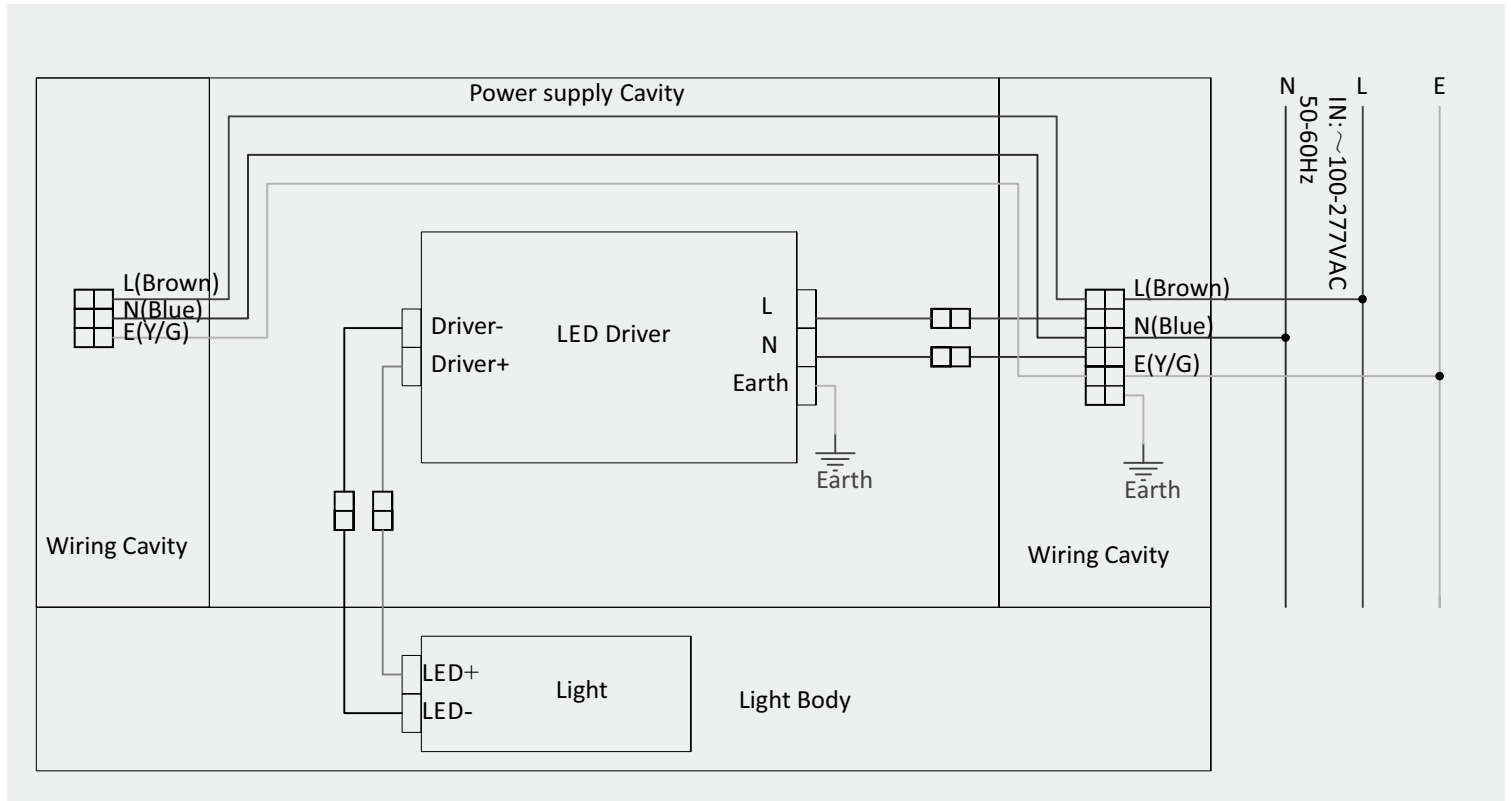 Power supply Cavity
N
L
E
IN: ～100-277VAC
50-60Hz
L(Brown)
N(Blue)
E(Y/G)
Driver-
Driver+
LED Driver
L
N
Earth
Earth
L(Brown)
N(Blue)
E(Y/G)
Earth
Wiring Cavity
Wiring Cavity
LED+
LED-
Light
Light Body